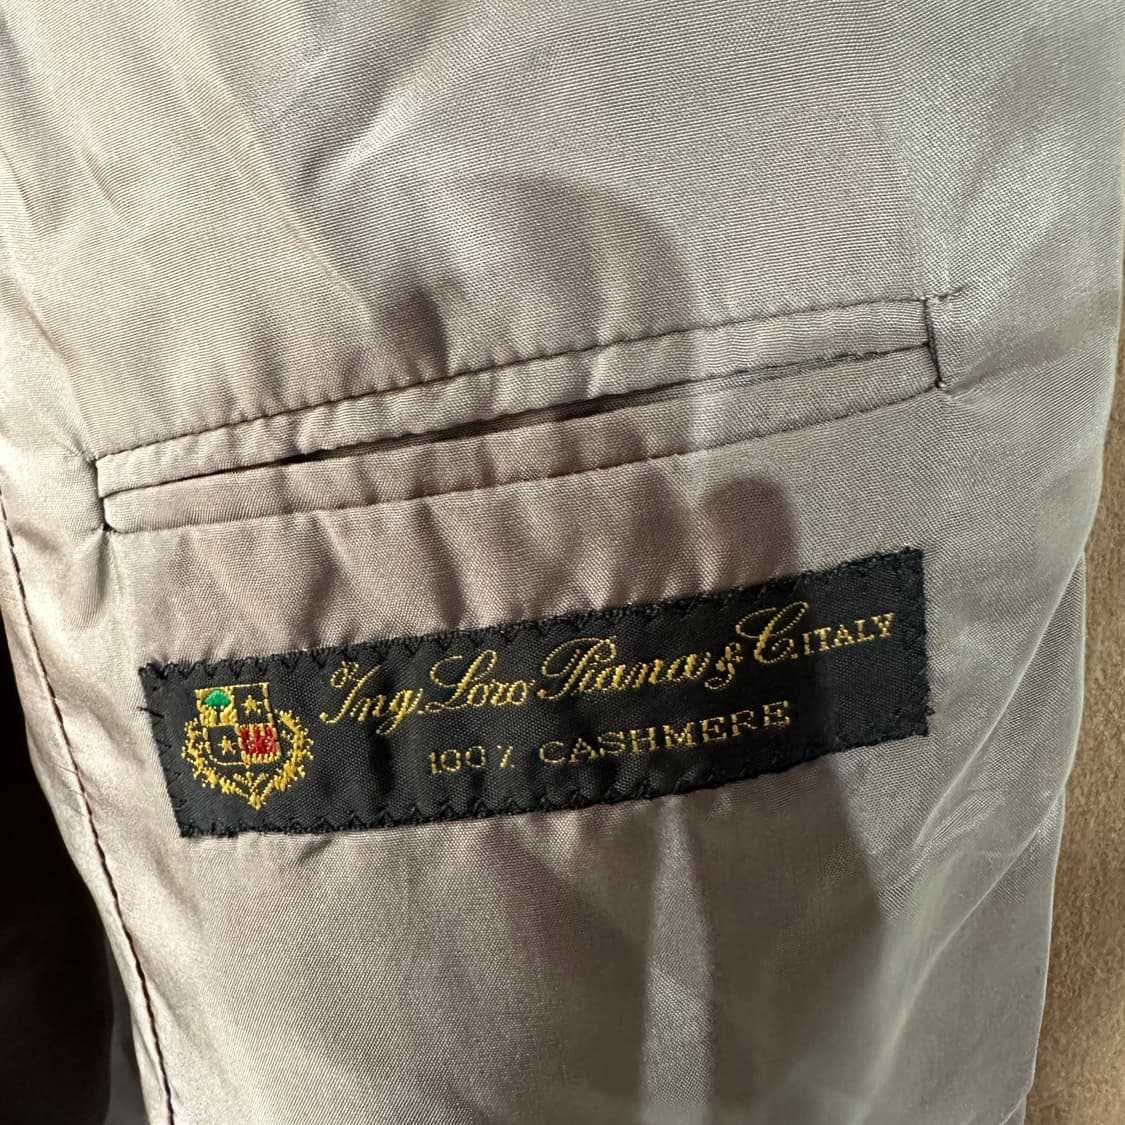 Ing. Loro Piana & C. ITALY
100% CASHMERE